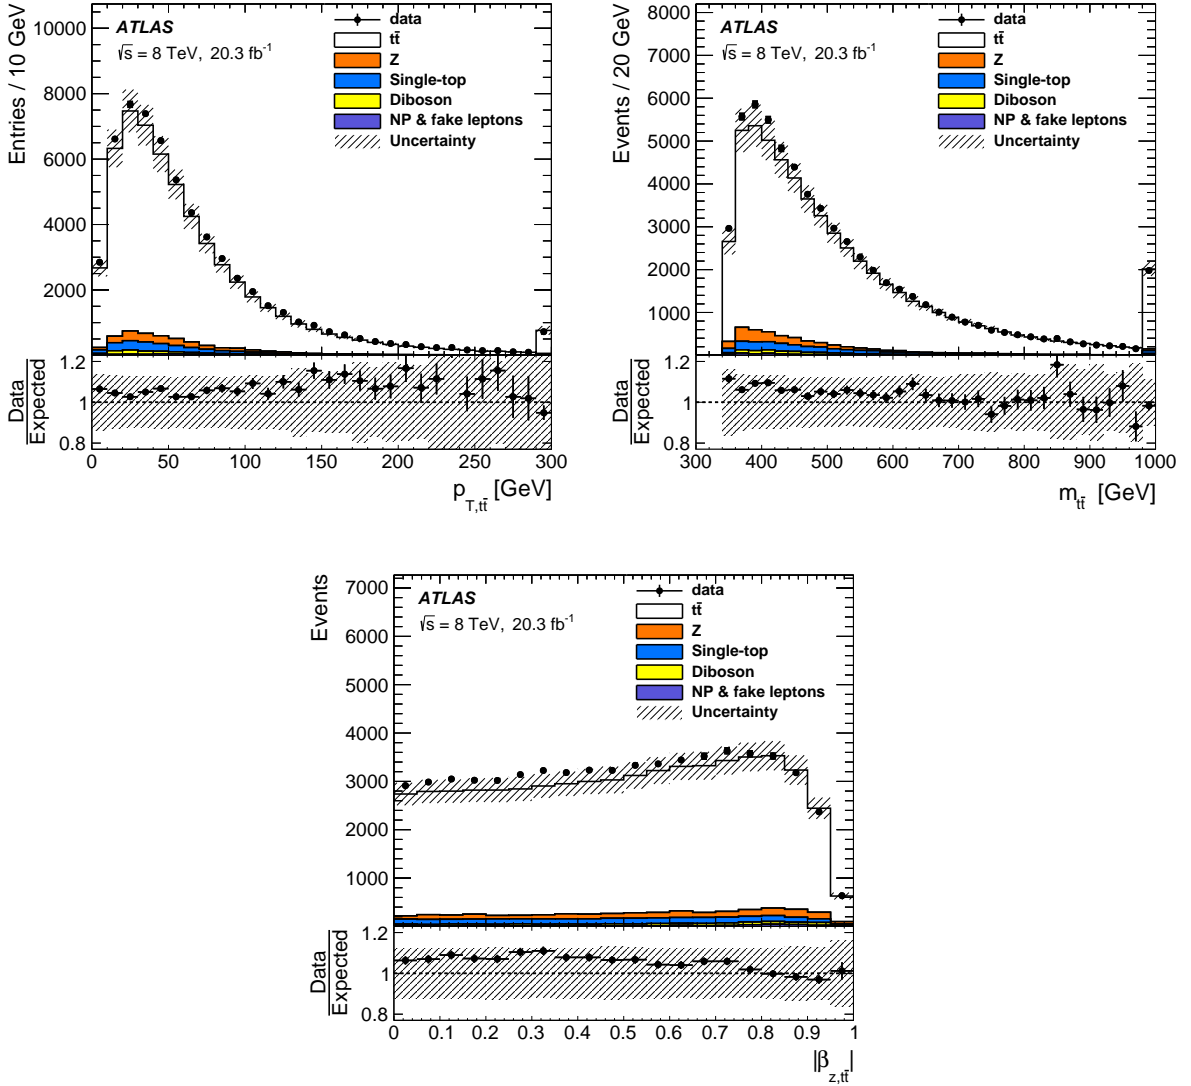 Entries / 10 GeV
10000
8000
6000
4000
2000
ATLAS
√s = 8 TeV, 20.3 fb⁻¹
data
tt̄
Z
Single-top
Diboson
NP & fake leptons
Uncertainty
Data
Expected
1.2
1
0.8
0 50 100 150 200 250 300
p_T,tt̄ [GeV]
Events / 20 GeV
8000
7000
6000
5000
4000
3000
2000
1000
ATLAS
√s = 8 TeV, 20.3 fb⁻¹
data
tt̄
Z
Single-top
Diboson
NP & fake leptons
Uncertainty
Data
Expected
1.2
1
0.8
300 400 500 600 700 800 900 1000
m_tt̄ [GeV]
Events
7000
6000
5000
4000
3000
2000
1000
ATLAS
√s = 8 TeV, 20.3 fb⁻¹
data
tt̄
Z
Single-top
Diboson
NP & fake leptons
Uncertainty
Data
Expected
1.2
1
0.8
0 0.1 0.2 0.3 0.4 0.5 0.6 0.7 0.8 0.9 1
|β_z,tt̄|